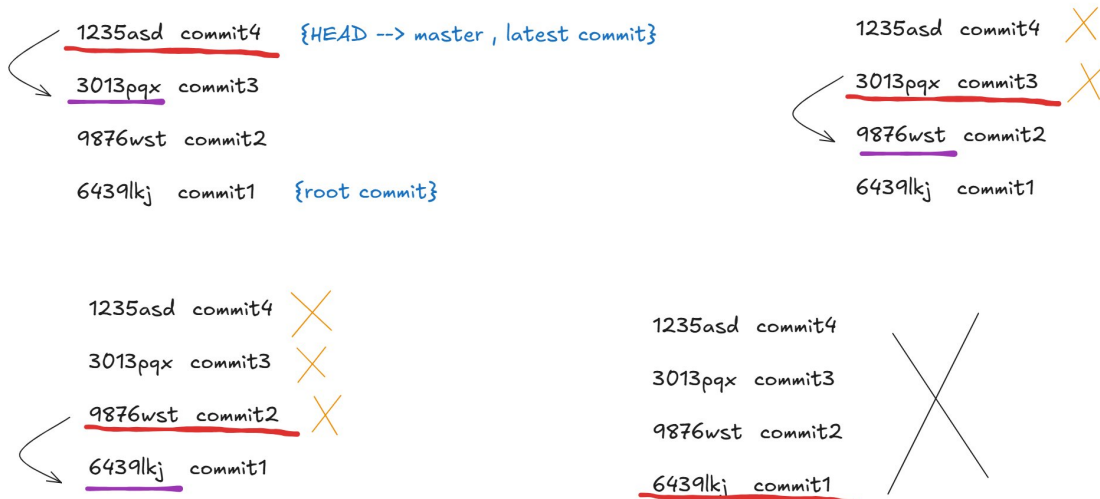 1235asd commit4 {HEAD --> master , latest commit}
3013pqx commit3
9876wst commit2
6439lkj commit1 {root commit}
1235asd commit4
3013pqx commit3
9876wst commit2
6439lkj commit1
1235asd commit4
3013pqx commit3
9876wst commit2
6439lkj commit1
1235asd commit4
3013pqx commit3
9876wst commit2
6439lkj commit1